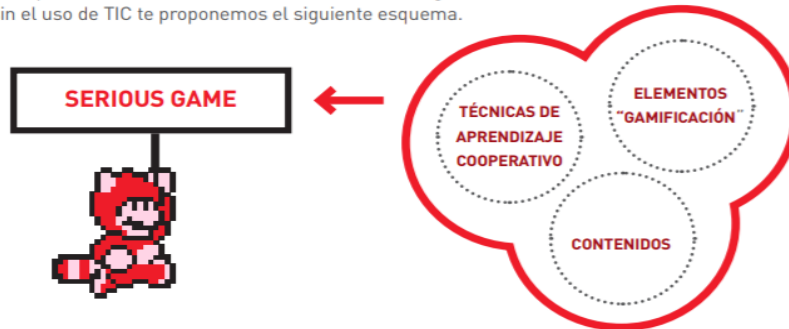 in el uso de TIC te proponemos el siguiente esquema.
SERIOUS GAME
TÉCNICAS DE
APRENDIZAJE
COOPERATIVO
ELEMENTOS
“GAMIFICACIÓN”
CONTENIDOS